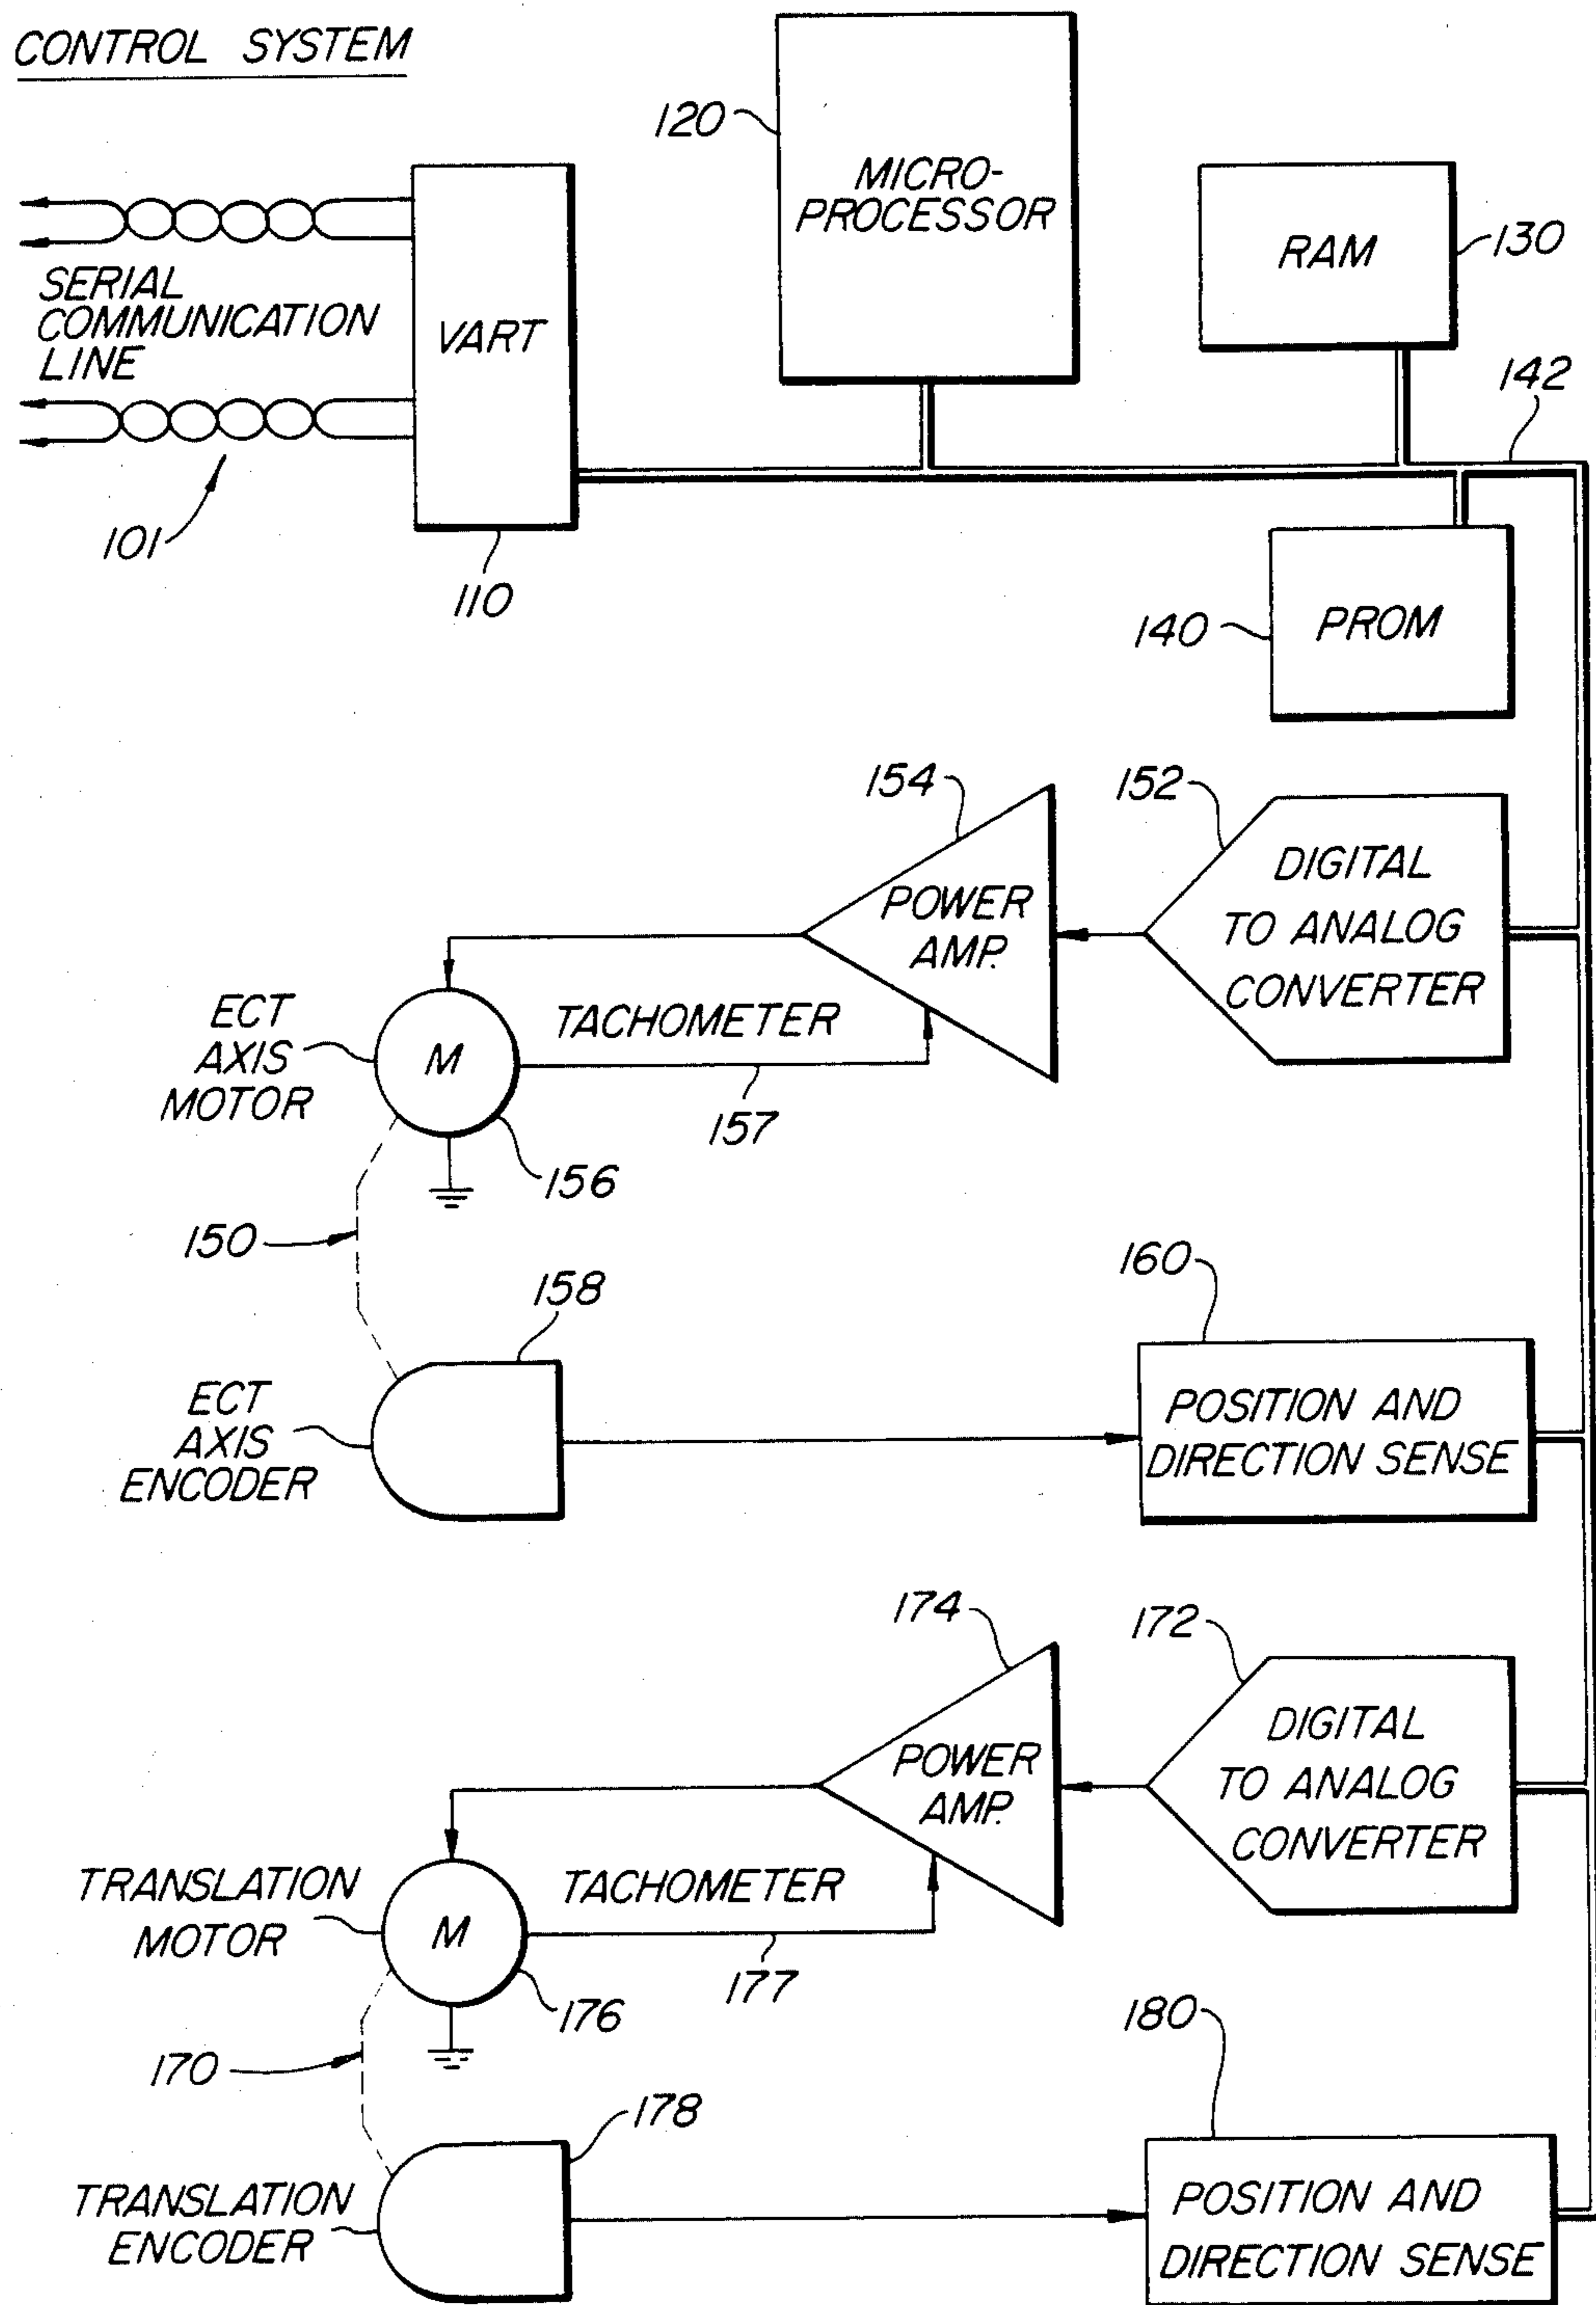 CONTROL SYSTEM
120
MICRO-
PROCESSOR
RAM
130
SERIAL
COMMUNICATION
LINE
VART
142
101
110
140
PROM
154
152
DIGITAL
TO ANALOG
CONVERTER
POWER
AMP.
ECT
AXIS
MOTOR
M
TACHOMETER
157
156
150
158
160
ECT
AXIS
ENCODER
POSITION AND
DIRECTION SENSE
174
172
DIGITAL
TO ANALOG
CONVERTER
POWER
AMP.
TRANSLATION
MOTOR
M
TACHOMETER
177
176
170
180
178
TRANSLATION
ENCODER
POSITION AND
DIRECTION SENSE